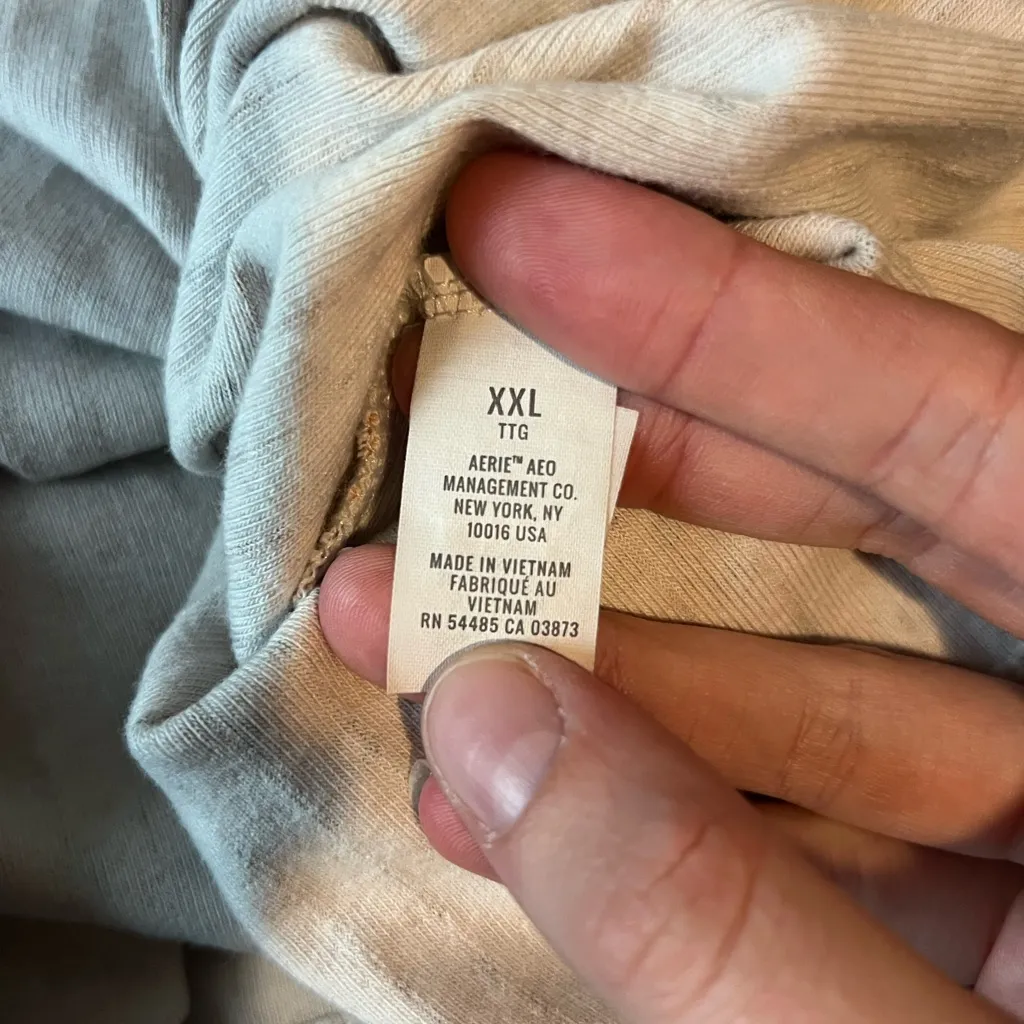 XXL
TTG
AERIE™ AEO
MANAGEMENT CO.
NEW YORK, NY
10016 USA
MADE IN VIETNAM
FABRIQUÉ AU
VIETNAM
RN 54485 CA 03873